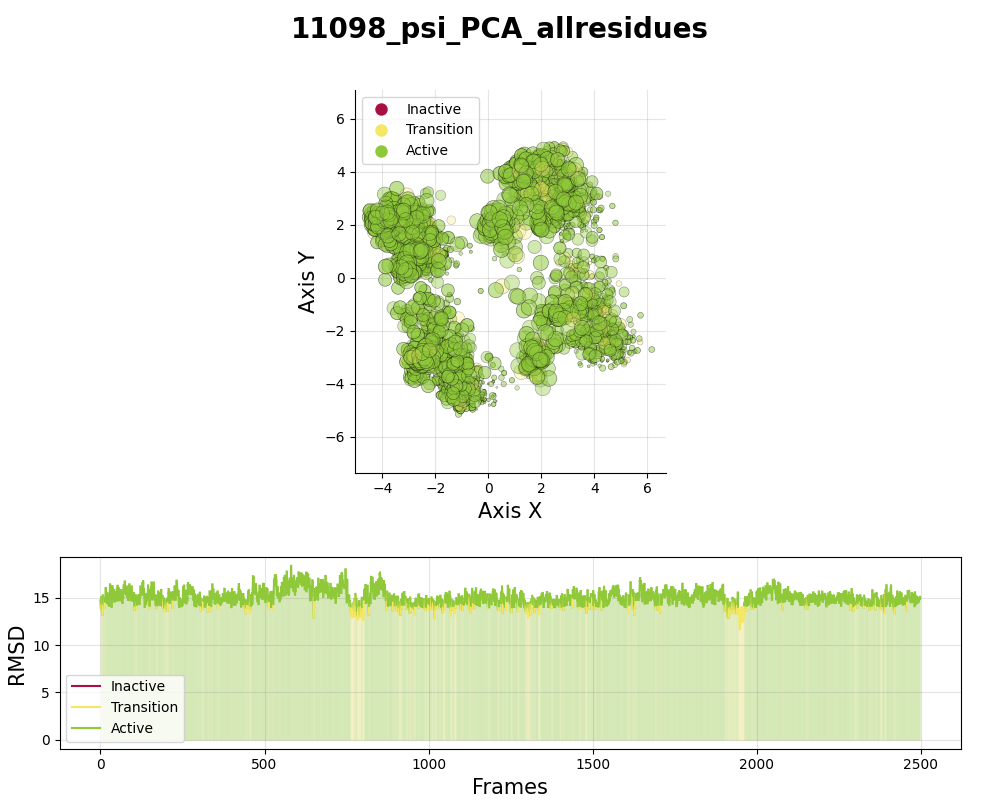 11098_psi_PCA_allresidues
Inactive
Transition
Active
6
4
2
0
−2
−4
−6
Axis Y
−4 −2 0 2 4 6
Axis X
15
10
5
0
RMSD
Inactive
Transition
Active
0 500 1000 1500 2000 2500
Frames